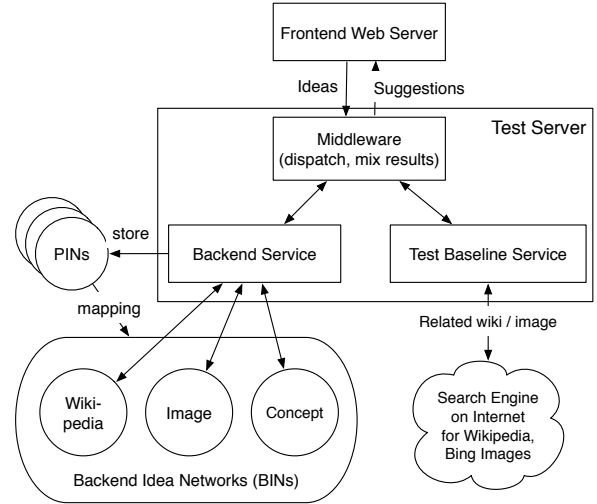 Frontend Web Server
Ideas
Suggestions
Test Server
Middleware
(dispatch, mix results)
store
PINs
Backend Service
Test Baseline Service
mapping
Related wiki / image
Wiki-
pedia
Image
Concept
Backend Idea Networks (BINs)
Search Engine
on Internet
for Wikipedia,
Bing Images